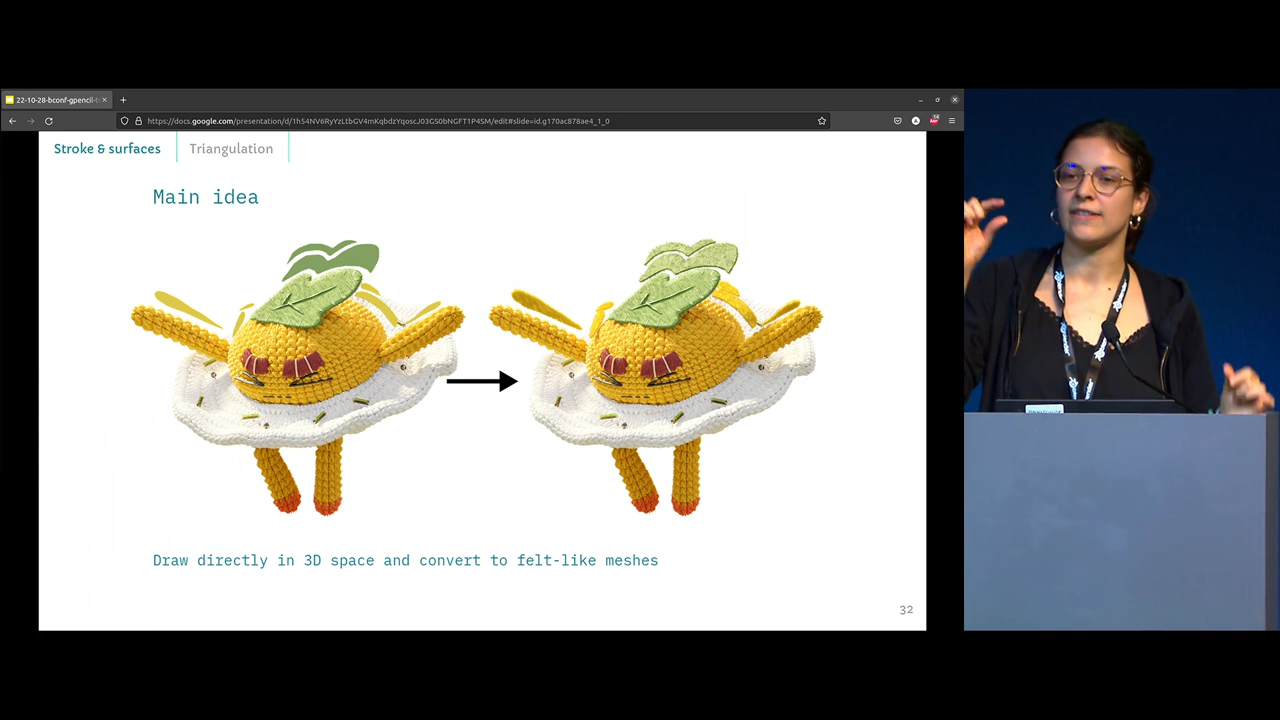 22-10-28-bconf-gpencil-t
https://docs.google.com/presentation/d/1h54NV6RyYzLtbGV4mKqbdzYqoscJ03GS0bNGFT1P4SM/edit#slide=id.g170ac878ae4_1_0
Stroke & surfaces
Triangulation
Main idea
Draw directly in 3D space and convert to felt-like meshes
32